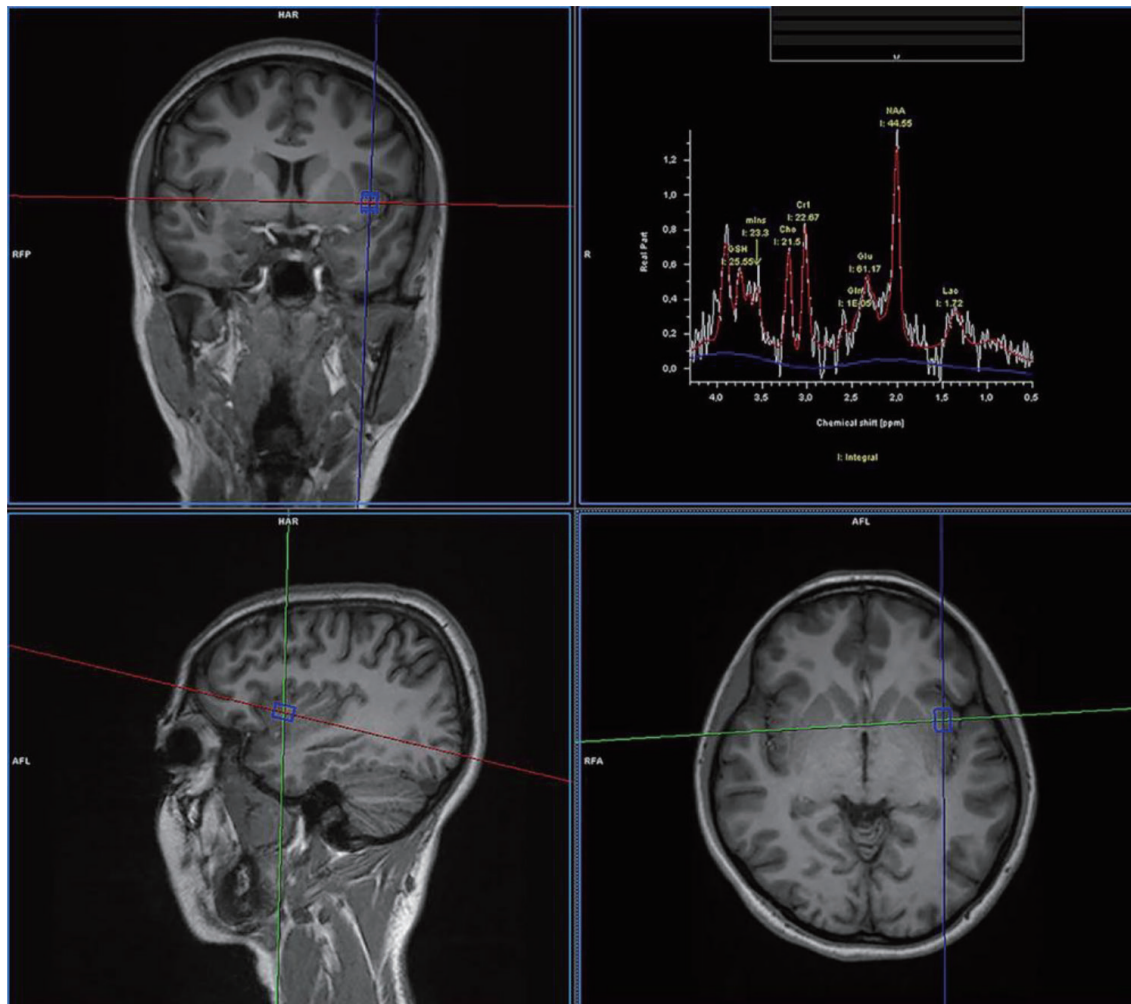 HAR
RFP
R
NAA
I: 44.55
Cr1
I: 22.67
mIns
I: 23.3
Cho
I: 21.5
GSH
I: 25.55
Glu
I: 61.17
Gln
I: 1E-05
Lac
I: 1.72
Real Part
1,2
1,0
0,8
0,6
0,4
0,2
0,0
4,0 3,5 3,0 2,5 2,0 1,5 1,0 0,5
Chemical shift [ppm]
I: Integral
HAR
AFL
AFL
RFA